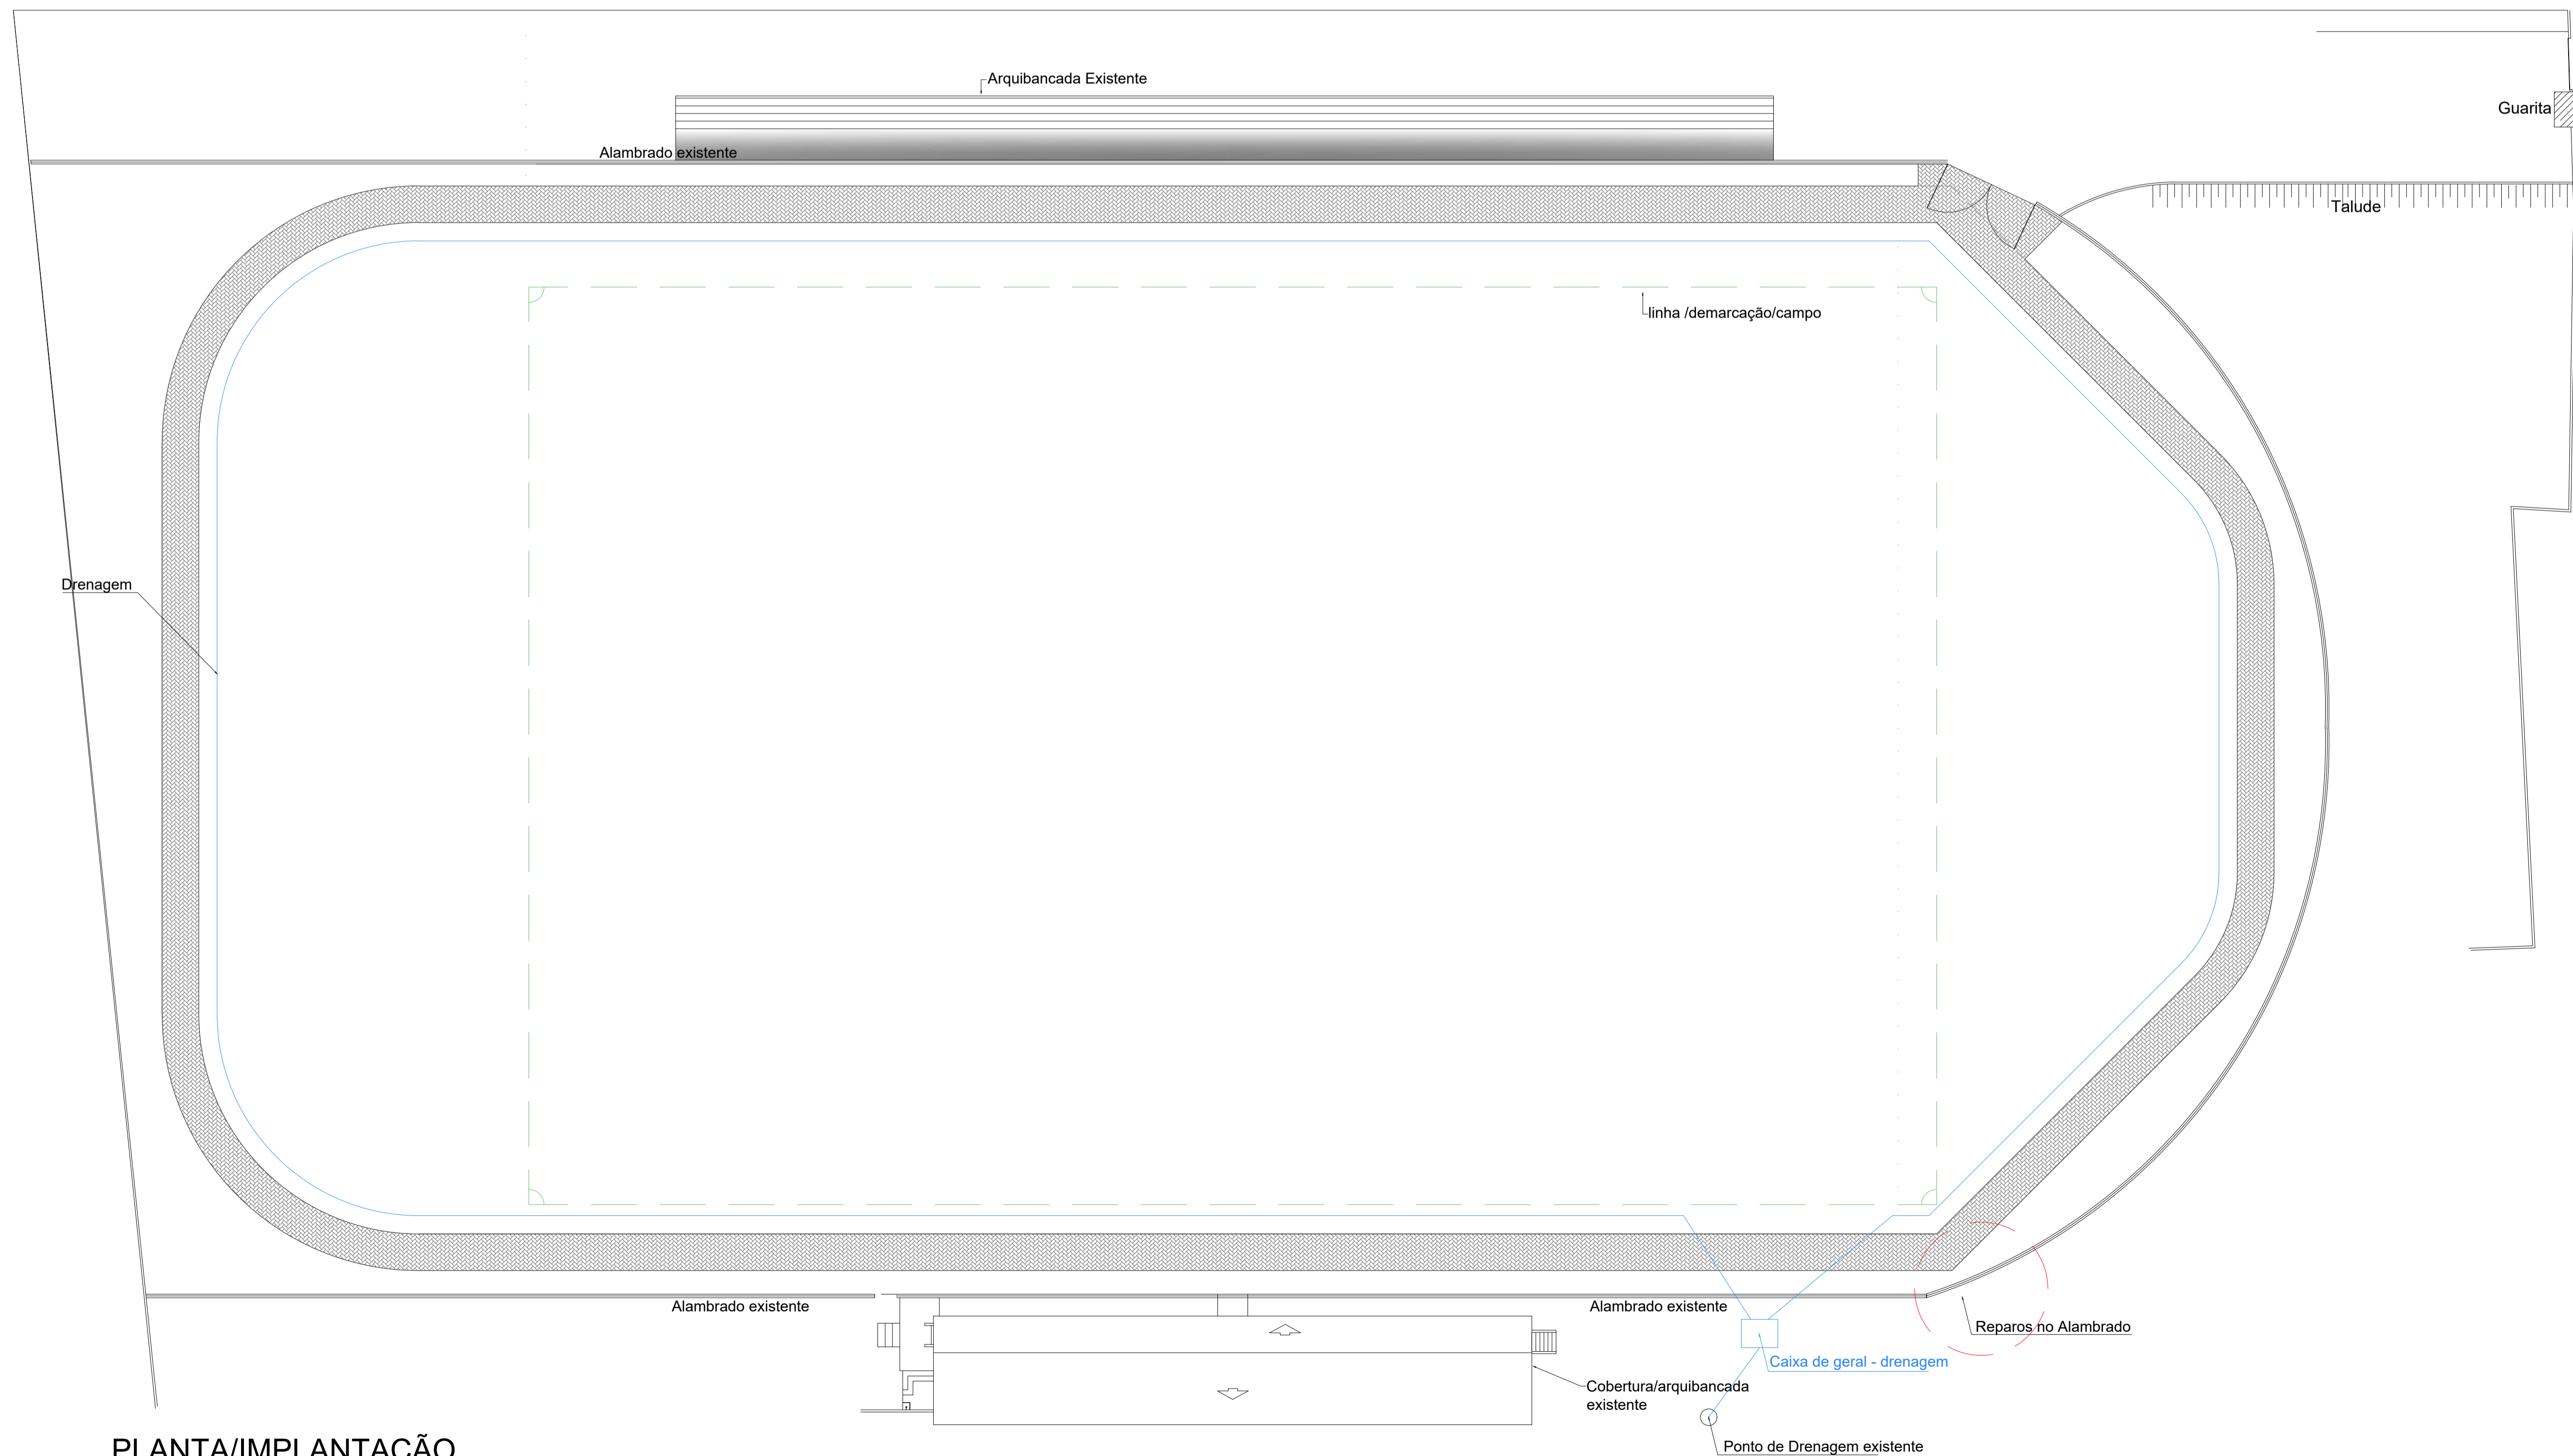 Arquibancada Existente
Guarita
Alambrado existente
Talude
linha /demarcação/campo
Drenagem
Alambrado existente
Alambrado existente
Reparos no Alambrado
Caixa de geral - drenagem
Cobertura/arquibancada
existente
Ponto de Drenagem existente
PLANTA/IMPLANTAÇÃO